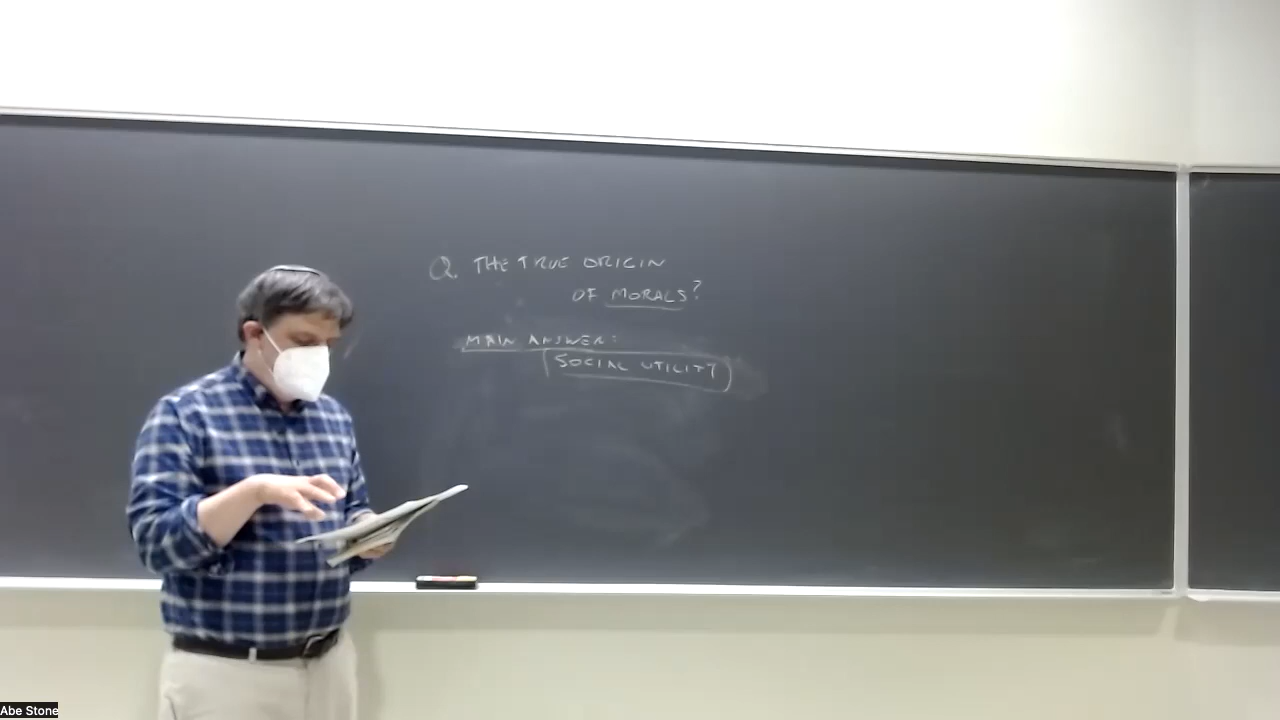 Q. THE TRUE ORIGIN
OF MORALS?
MAIN ANSWER:
SOCIAL UTILITY
Abe Stone